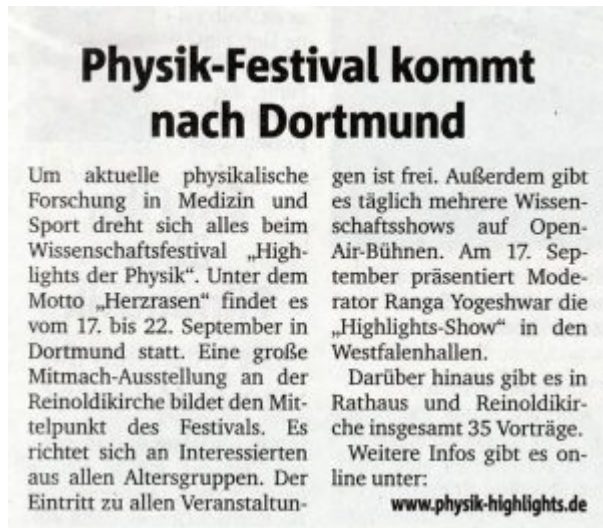 Physik-Festival kommt
nach Dortmund
Um aktuelle physikalische
Forschung in Medizin und
Sport dreht sich alles beim
Wissenschaftsfestival „High-
lights der Physik“. Unter dem
Motto „Herzrasen“ findet es
vom 17. bis 22. September in
Dortmund statt. Eine große
Mitmach-Ausstellung an der
Reinoldikirche bildet den Mit-
telpunkt des Festivals. Es
richtet sich an Interessierten
aus allen Altersgruppen. Der
Eintritt zu allen Veranstaltun-
gen ist frei. Außerdem gibt
es täglich mehrere Wissen-
schaftsshows auf Open-
Air-Bühnen. Am 17. Sep-
tember präsentiert Mode-
rator Ranga Yogeshwar die
„Highlights-Show“ in den
Westfalenhallen.
Darüber hinaus gibt es in
Rathaus und Reinoldikir-
che insgesamt 35 Vorträge.
Weitere Infos gibt es on-
line unter:
www.physik-highlights.de